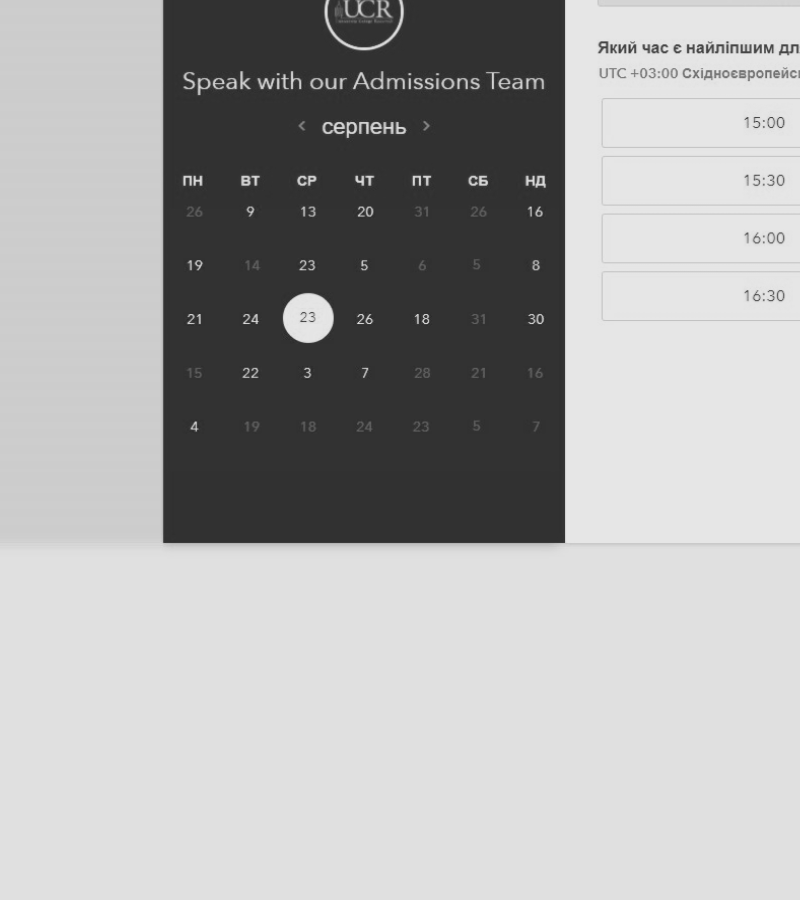 UCR
Speak with our Admissions Team
< серпень >
ПН ВТ СР ЧТ ПТ СБ НД
26 9 13 20 31 26 16
19 14 23 5 6 5 8
21 24 23 26 18 31 30
15 22 3 7 28 21 16
4 19 18 24 23 5 7
Який час є найліпшим дл
UTC +03:00 Східноєвропейсь
15:00
15:30
16:00
16:30